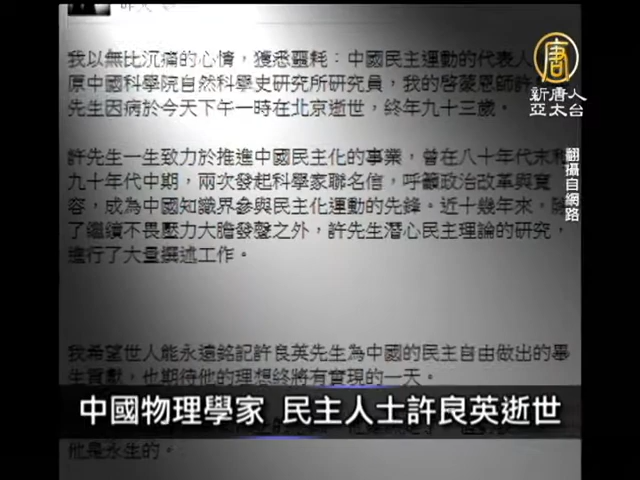 昨天
我以無比沉痛的心情，獲悉噩耗：中國民主運動的代表人
原中國科學院自然科學史研究所研究員，我的啓蒙恩師許
先生因病於今天下午一時在北京逝世，終年九十三歲。
許先生一生致力於推進中國民主化的事業，曾在八十年代末和
九十年代中期，兩次發起科學家聯名信，呼籲政治改革與寬
容，成為中國知識界參與民主化運動的先鋒。近十幾年來，除
了繼續不畏壓力大膽發聲之外，許先生潛心民主理論的研究，
進行了大量撰述工作。
我希望世人能永遠銘記許良英先生為中國的民主自由做出的畢
生貢獻，也期待他的理想終將有實現的一天。
他是永生的。
唐
新唐人
亞太台
翻攝自網路
中國物理學家 民主人士許良英逝世